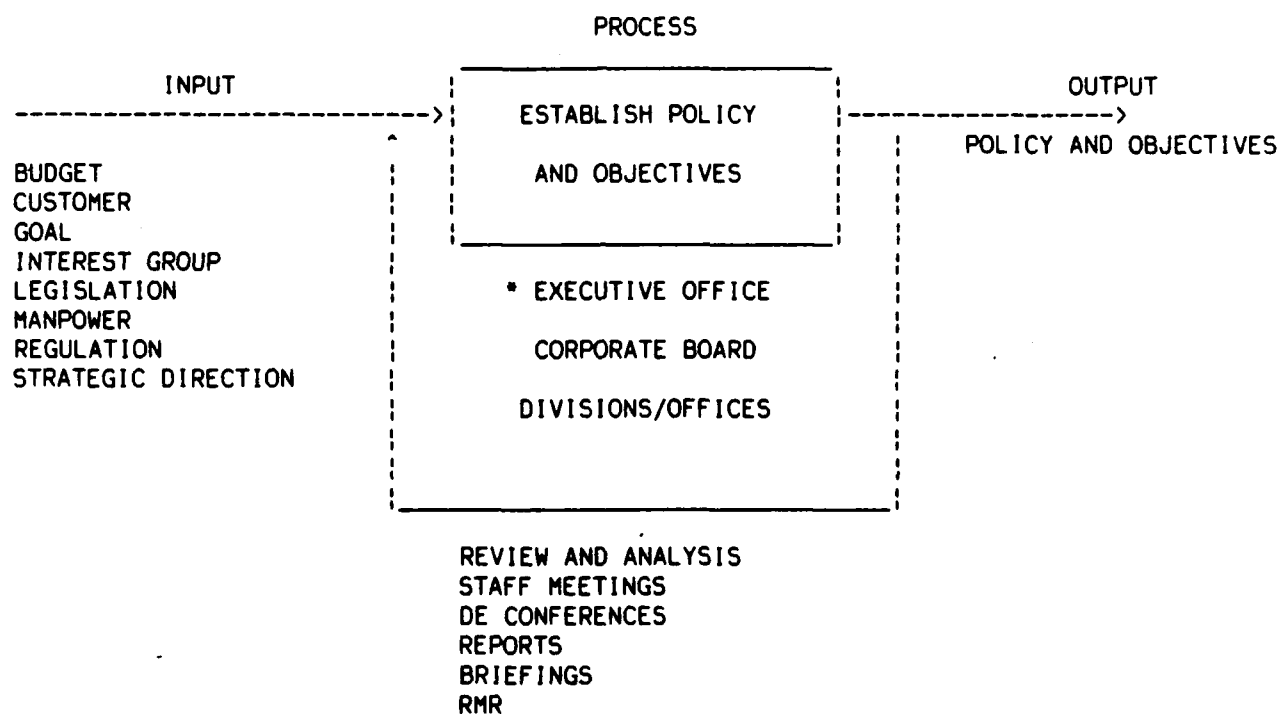 PROCESS
INPUT
OUTPUT
ESTABLISH POLICY
AND OBJECTIVES
POLICY AND OBJECTIVES
BUDGET
CUSTOMER
GOAL
INTEREST GROUP
LEGISLATION
MANPOWER
REGULATION
STRATEGIC DIRECTION
* EXECUTIVE OFFICE
CORPORATE BOARD
DIVISIONS/OFFICES
REVIEW AND ANALYSIS
STAFF MEETINGS
DE CONFERENCES
REPORTS
BRIEFINGS
RMR